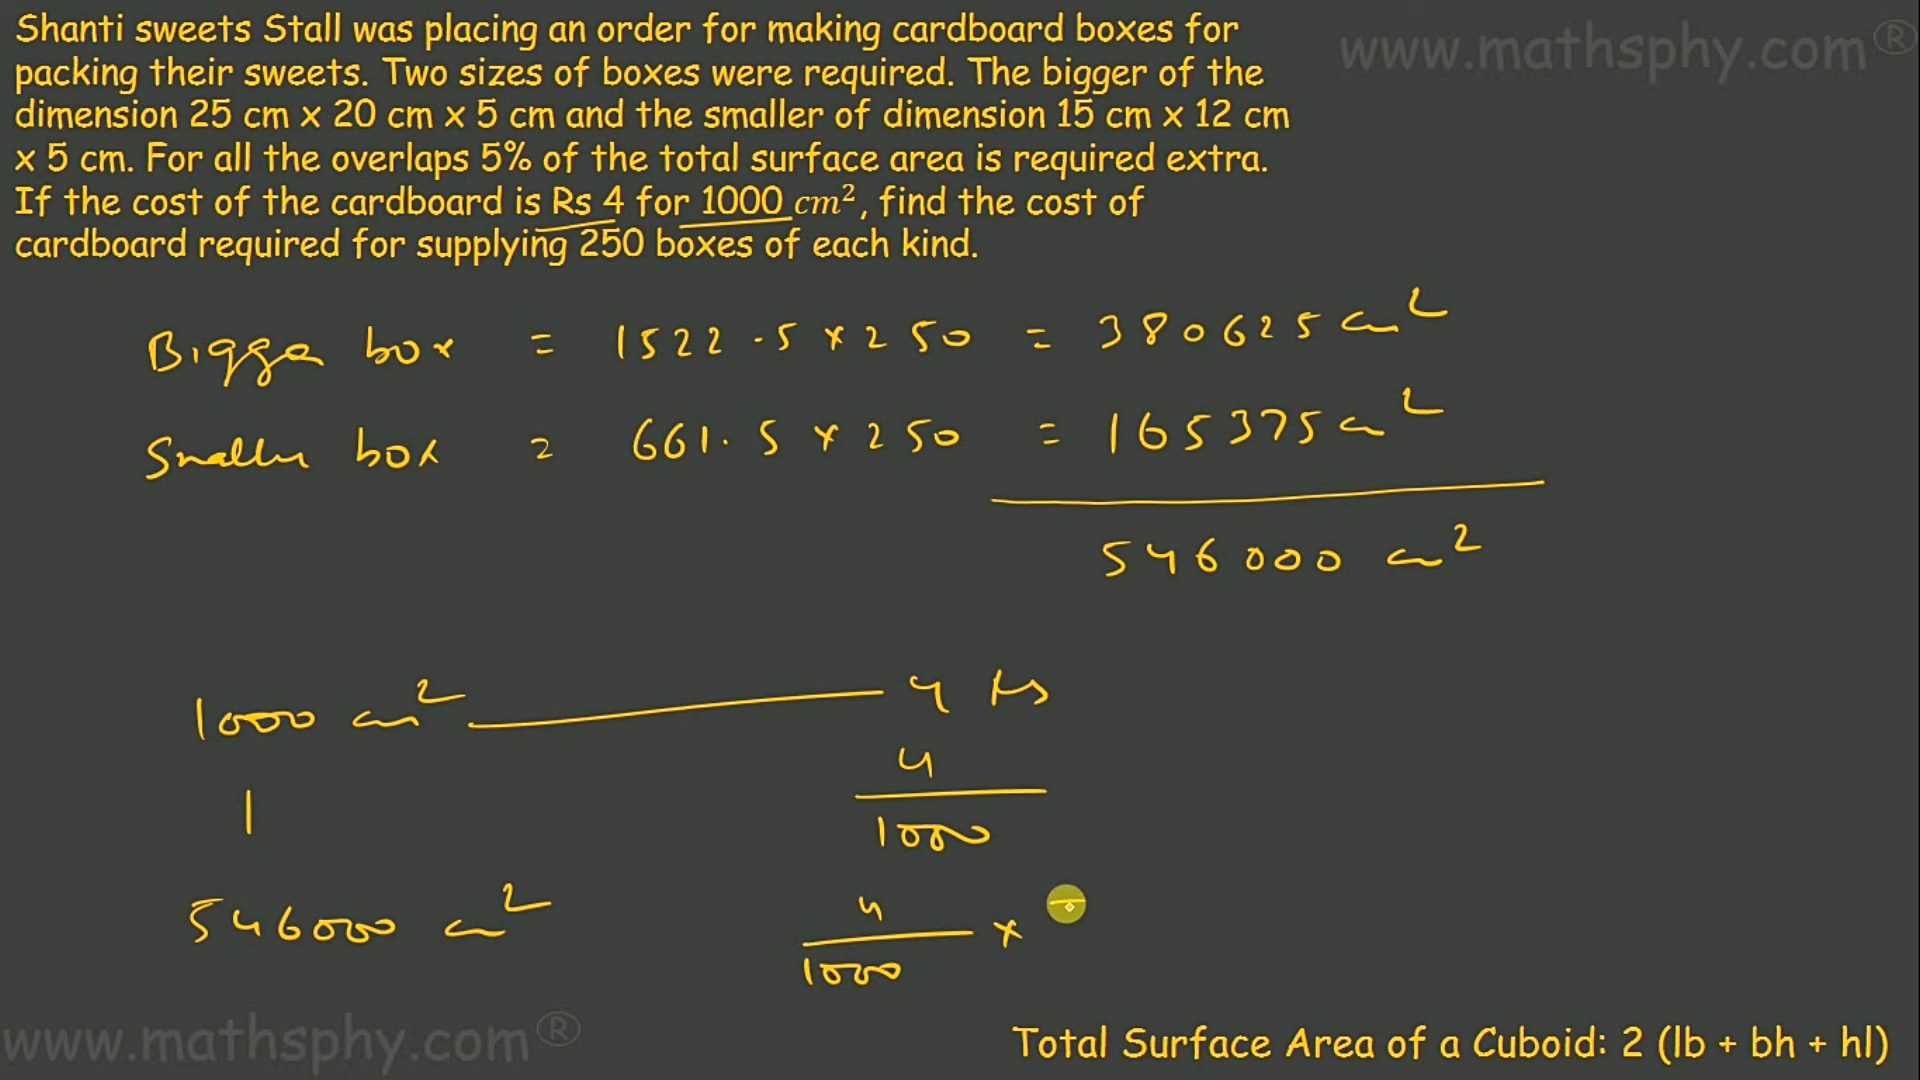 Shanti sweets Stall was placing an order for making cardboard boxes for
www.mathsphy.com®
packing their sweets. Two sizes of boxes were required. The bigger of the
dimension 25 cm x 20 cm x 5 cm and the smaller of dimension 15 cm x 12 cm
x 5 cm. For all the overlaps 5% of the total surface area is required extra.
If the cost of the cardboard is Rs 4 for 1000 cm², find the cost of
cardboard required for supplying 250 boxes of each kind.
Bigger box = 1522.5 x 250 = 380625 cm²
Smaller box = 661.5 x 250 = 165375 cm²
546000 cm²
1000 cm² — 4 Rs
1 4/1000
546000 cm² 4/1000 x
www.mathsphy.com®
Total Surface Area of a Cuboid: 2 (lb + bh + hl)